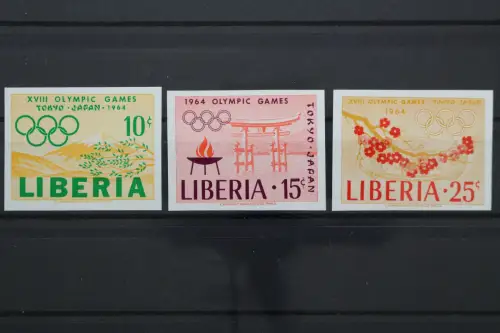 XVIII OLYMPIC GAMES
TOKYO · JAPAN · 1964
10¢
LIBERIA
1964 OLYMPIC GAMES
TOKYO · JAPAN
LIBERIA · 15¢
XVIII OLYMPIC GAMES TOKYO JAPAN
1964
LIBERIA · 25¢